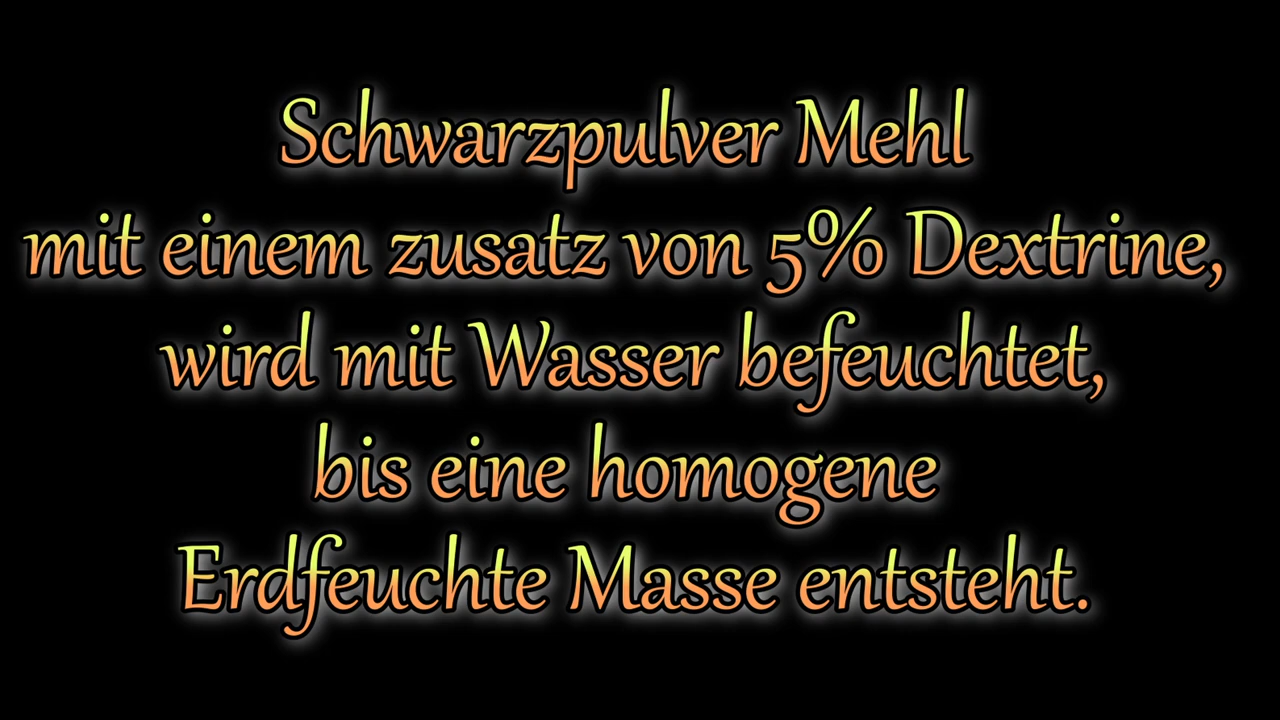 Schwarzpulver Mehl
mit einem zusatz von 5% Dextrine,
wird mit Wasser befeuchtet,
bis eine homogene
Erdfeuchte Masse entsteht.